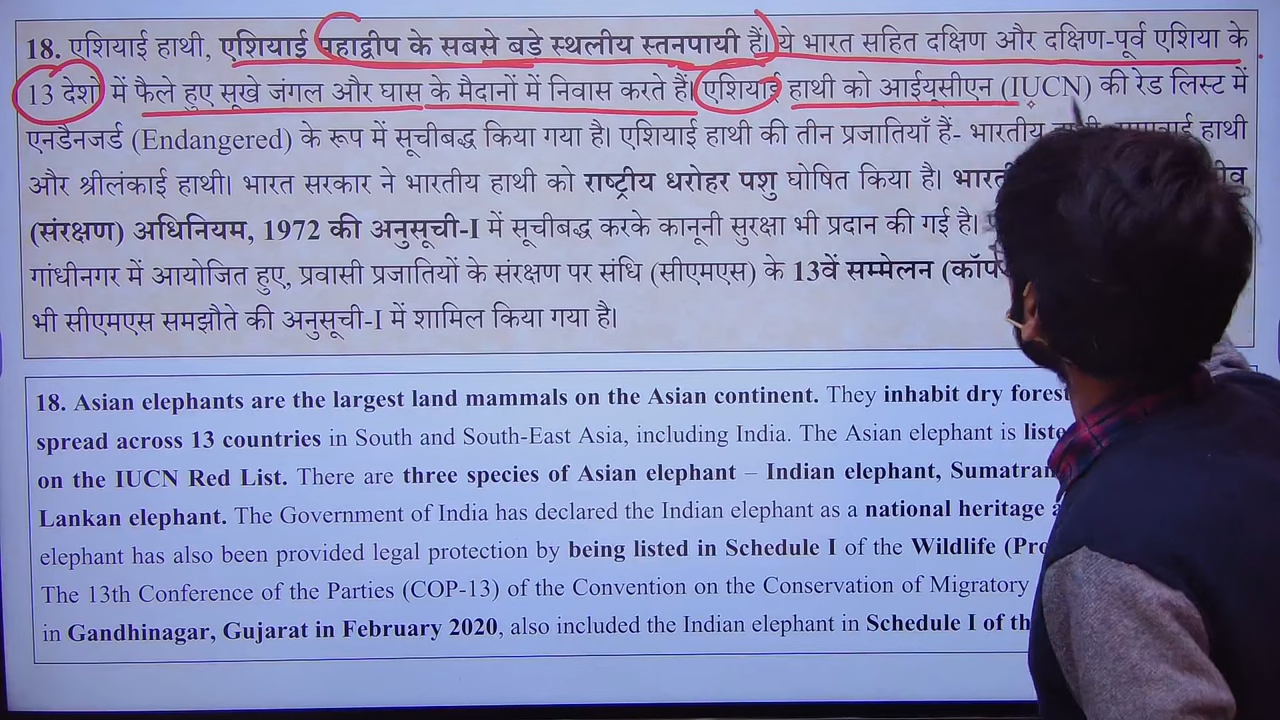 18. एशियाई हाथी, एशियाई महाद्वीप के सबसे बड़े स्थलीय स्तनपायी हैं। ये भारत सहित दक्षिण और दक्षिण-पूर्व एशिया के
13 देशों में फैले हुए सूखे जंगल और घास के मैदानों में निवास करते हैं। एशियाई हाथी को आईयूसीएन (IUCN) की रेड लिस्ट में
एनडैनजर्ड (Endangered) के रूप में सूचीबद्ध किया गया है। एशियाई हाथी की तीन प्रजातियाँ हैं- भारतीय हाथी
और श्रीलंकाई हाथी। भारत सरकार ने भारतीय हाथी को राष्ट्रीय धरोहर पशु घोषित किया है।
(संरक्षण) अधिनियम, 1972 की अनुसूची-I में सूचीबद्ध करके कानूनी सुरक्षा भी प्रदान की गई है।
गांधीनगर में आयोजित हुए, प्रवासी प्रजातियों के संरक्षण पर संधि (सीएमएस) के 13वें सम्मेलन
भी सीएमएस समझौते की अनुसूची-I में शामिल किया गया है।
18. Asian elephants are the largest land mammals on the Asian continent. They inhabit dry
spread across 13 countries in South and South-East Asia, including India. The Asian elephant is
on the IUCN Red List. There are three species of Asian elephant – Indian elephant,
Lankan elephant. The Government of India has declared the Indian elephant as a national heritage
elephant has also been provided legal protection by being listed in Schedule I of the Wildlife
The 13th Conference of the Parties (COP-13) of the Convention on the Conservation of Migratory
in Gandhinagar, Gujarat in February 2020, also included the Indian elephant in Schedule I of